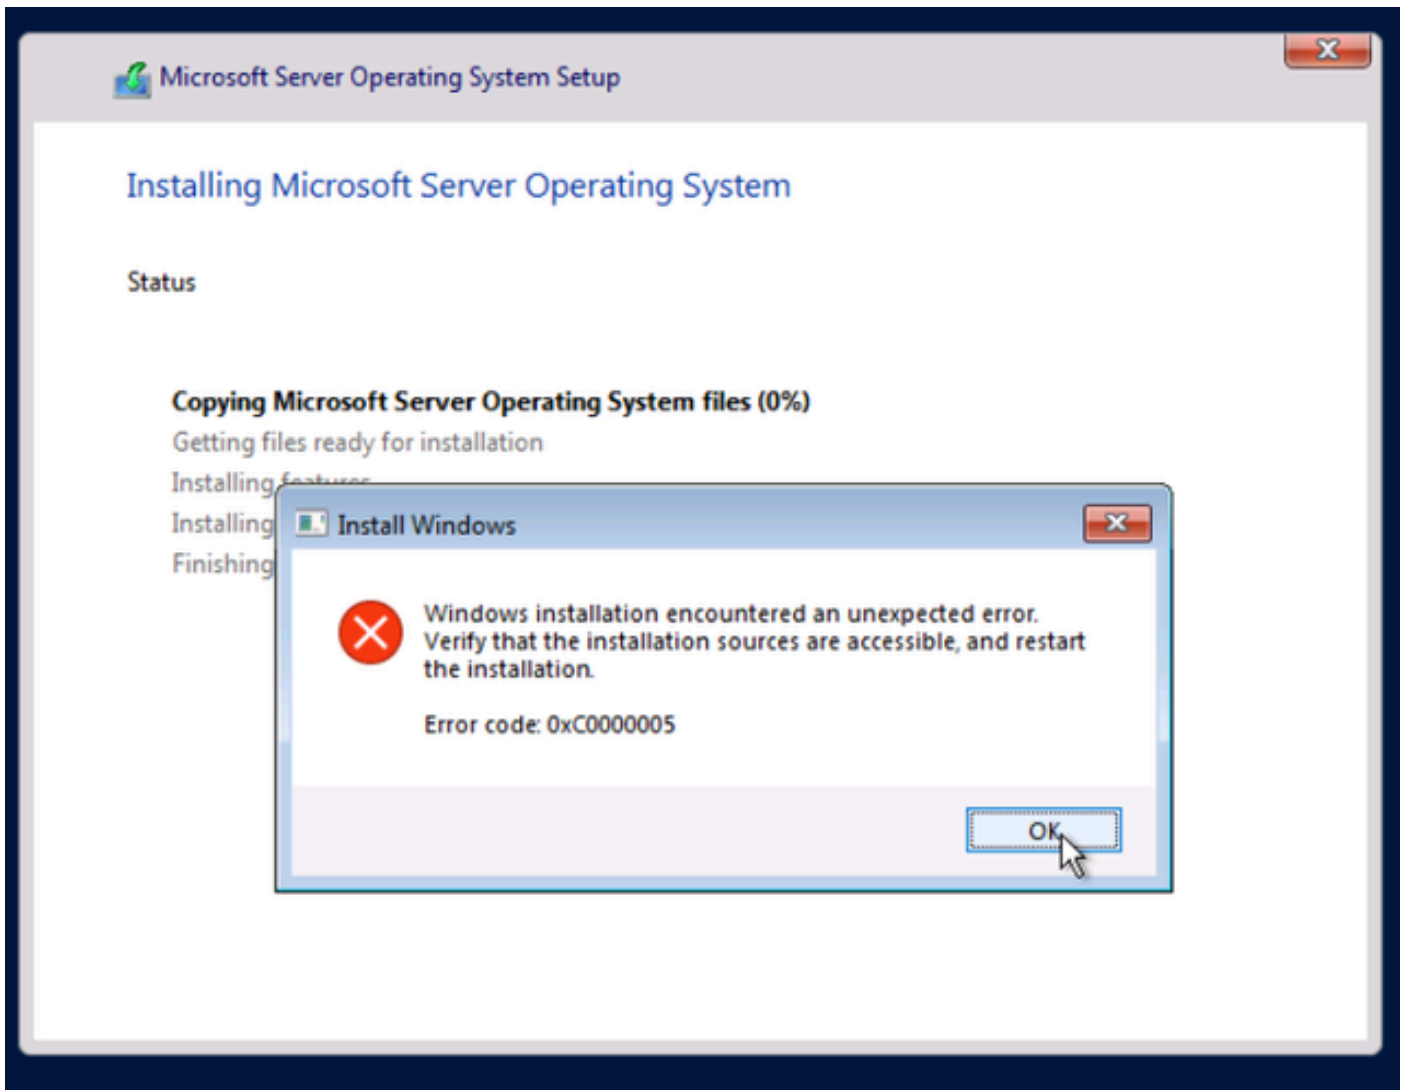 Microsoft Server Operating System Setup
Installing Microsoft Server Operating System
Status
Copying Microsoft Server Operating System files (0%)
Getting files ready for installation
Installing features
Installing
Finishing
Install Windows
Windows installation encountered an unexpected error.
Verify that the installation sources are accessible, and restart
the installation.
Error code: 0xC0000005
OK